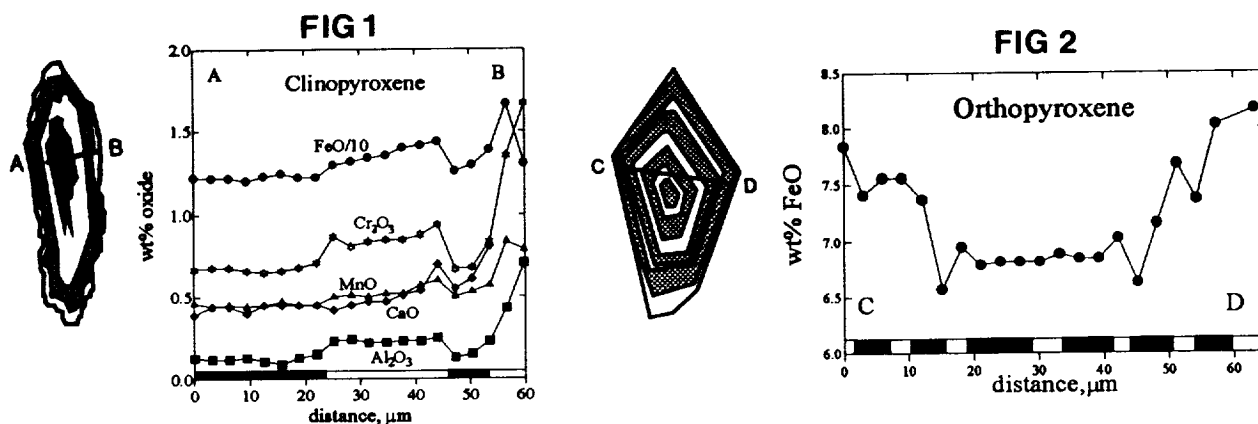 FIG 1
A
B
2.0
1.5
1.0
0.5
0.0
wt% oxide
A
B
Clinopyroxene
FeO/10
Cr₂O₃
MnO
CaO
Al₂O₃
0 10 20 30 40 50 60
distance, μm
FIG 2
C
D
8.5
8.0
7.5
7.0
6.5
6.0
wt% FeO
Orthopyroxene
C
D
0 10 20 30 40 50 60
distance, μm